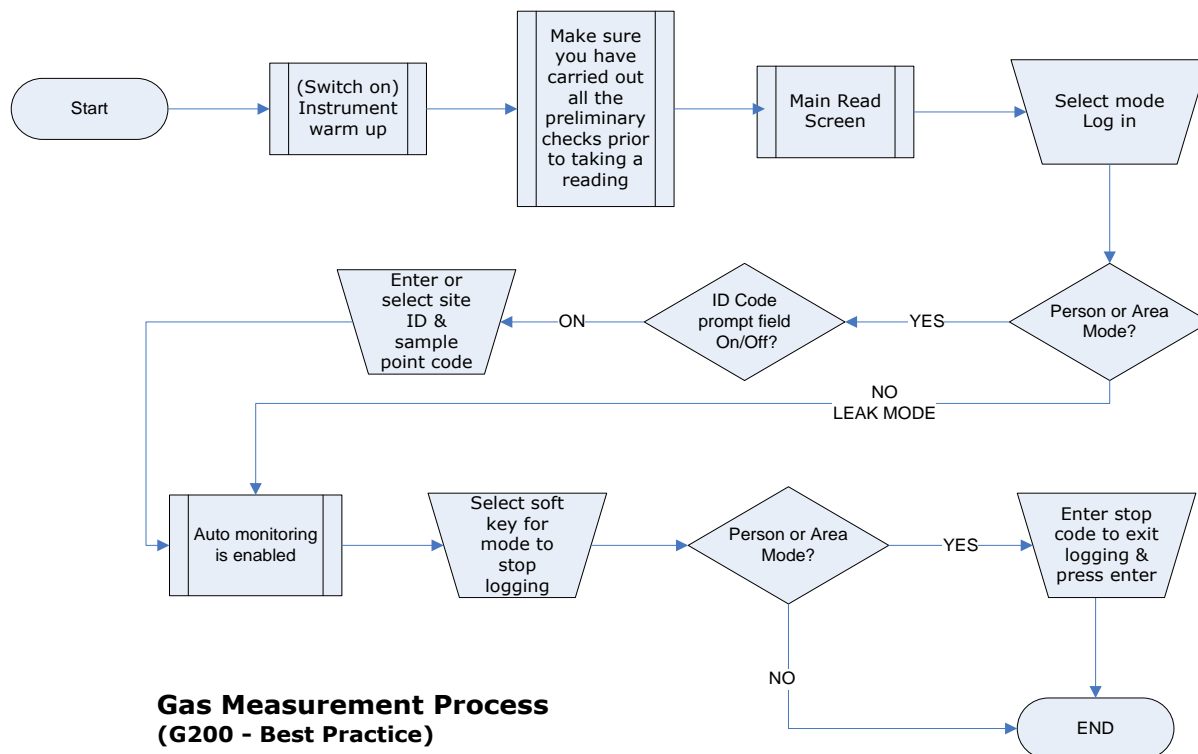 Start
(Switch on)
Instrument
warm up
Make sure
you have
carried out
all the
preliminary
checks prior
to taking a
reading
Main Read
Screen
Select mode
Log in
Person or Area
Mode?
YES
ID Code
prompt field
On/Off?
ON
Enter or
select site
ID &
sample
point code
NO
LEAK MODE
Auto monitoring
is enabled
Select soft
key for
mode to
stop
logging
Person or Area
Mode?
YES
Enter stop
code to exit
logging &
press enter
NO
END
Gas Measurement Process
(G200 - Best Practice)